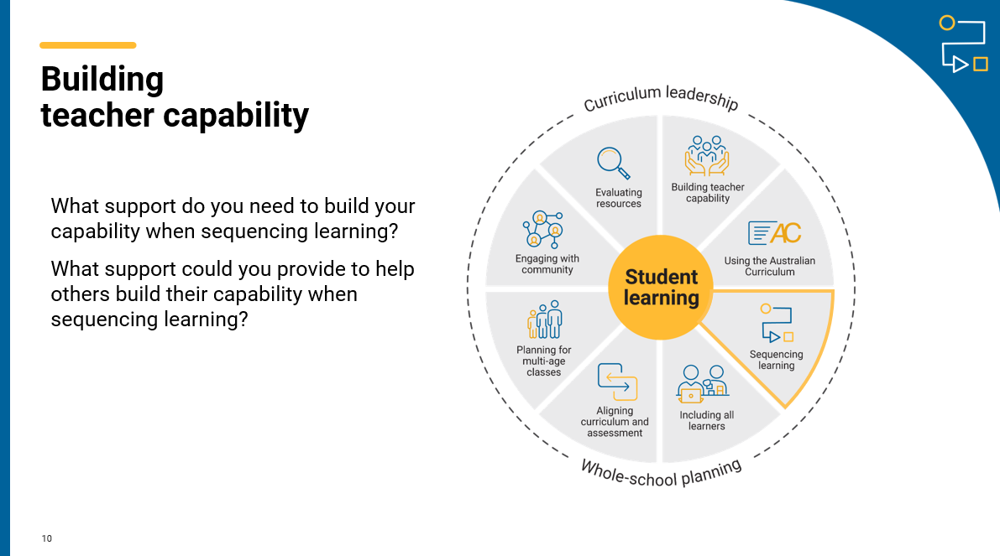 Building
teacher capability
What support do you need to build your
capability when sequencing learning?
What support could you provide to help
others build their capability when
sequencing learning?
Curriculum leadership
Evaluating
resources
Building teacher
capability
Engaging with
community
AC
Using the Australian
Curriculum
Student
learning
Planning for
multi-age
classes
Sequencing
learning
Aligning
curriculum and
assessment
Including all
learners
Whole-school planning
10